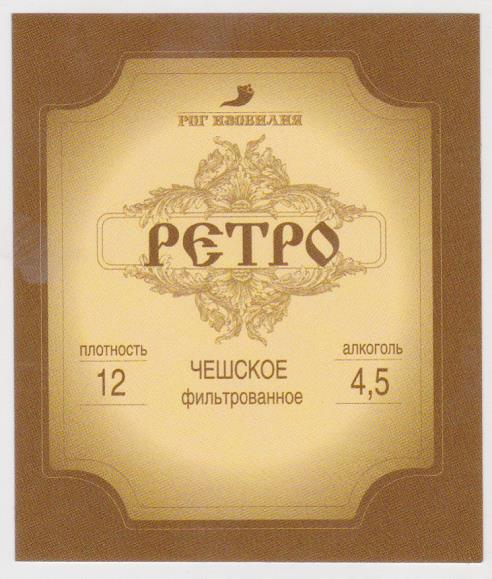 РОГ ИЗОБИЛИЯ
РЕТРО
ПЛОТНОСТЬ
12
ЧЕШСКОЕ
фильтрованное
АЛКОГОЛЬ
4,5